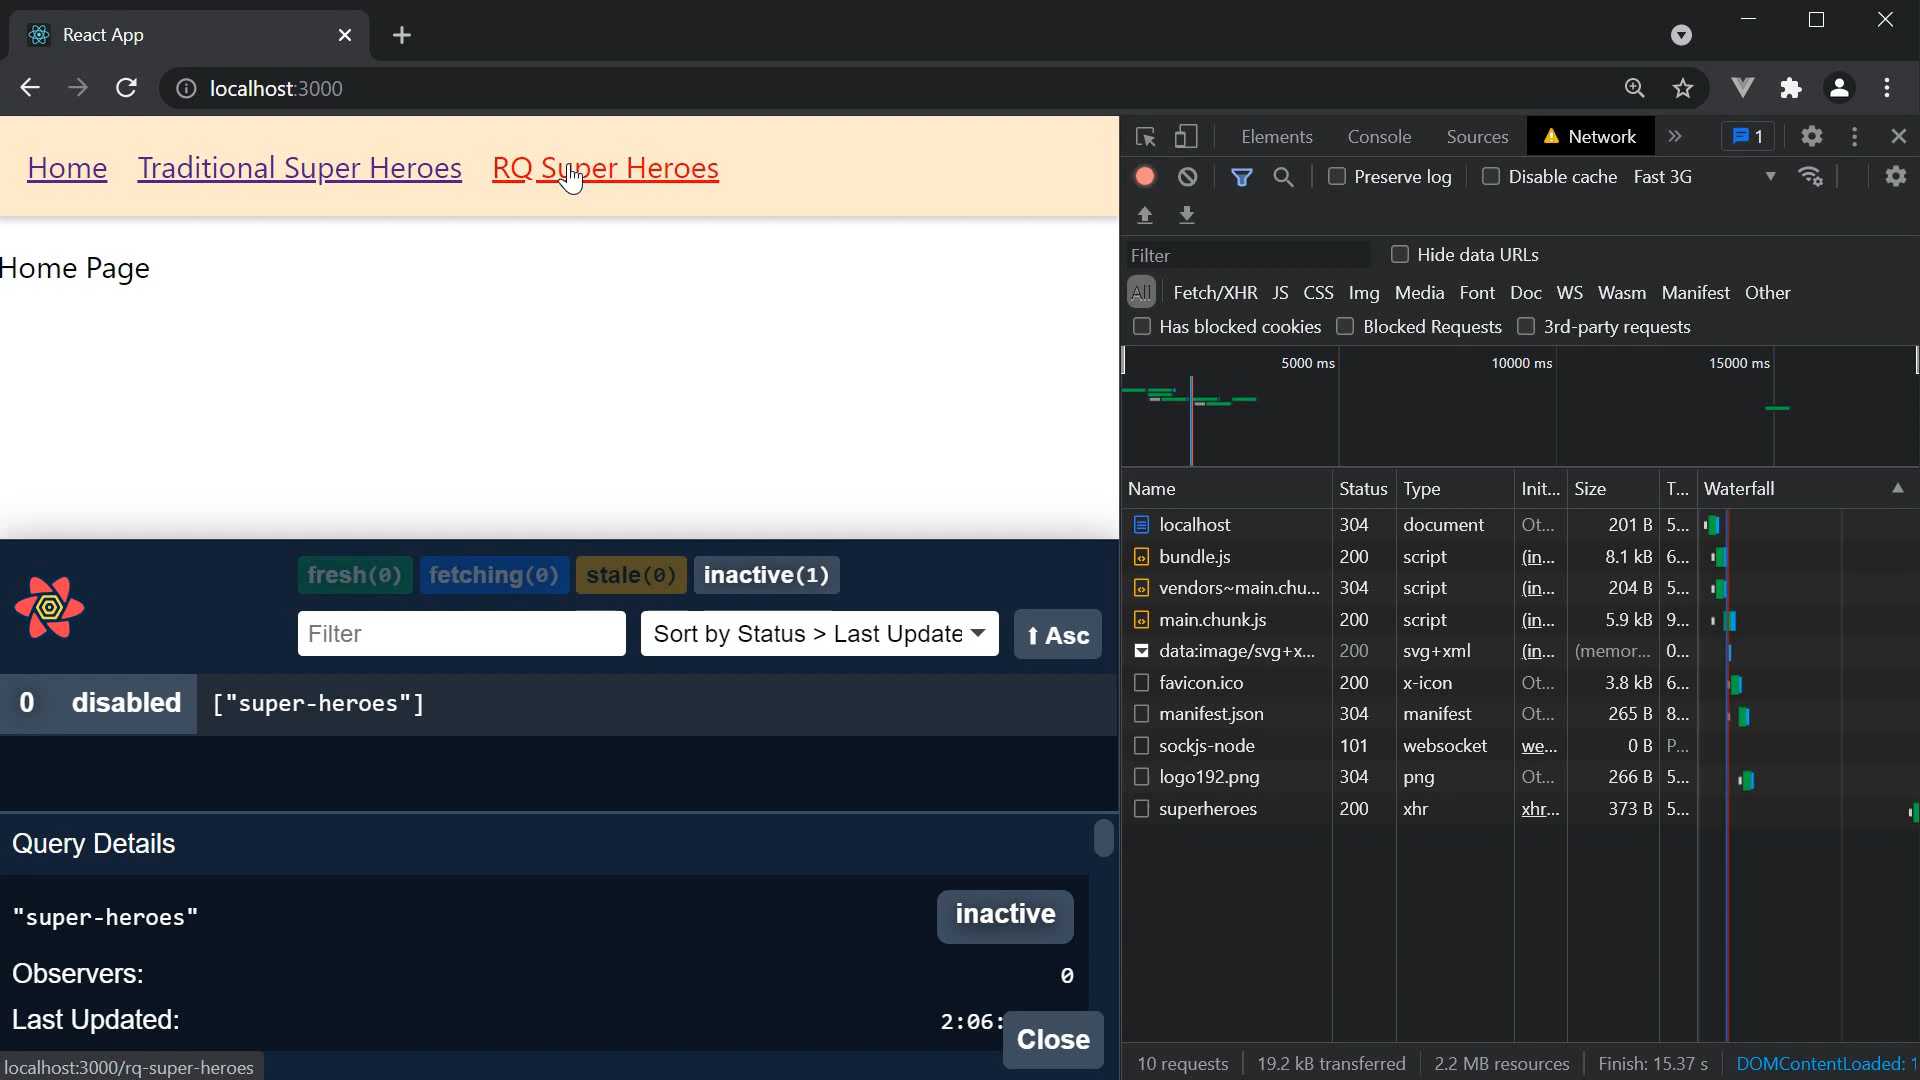 React App
localhost:3000
Home Traditional Super Heroes RQ Super Heroes
Home Page
fresh(0) fetching(0) stale(0) inactive(1)
Filter Sort by Status > Last Update Asc
0 disabled ["super-heroes"]
Query Details
"super-heroes" inactive
Observers: 0
Last Updated: 2:06:
Close
localhost:3000/rq-super-heroes
Elements Console Sources Network 1
Preserve log Disable cache Fast 3G
Filter Hide data URLs
All Fetch/XHR JS CSS Img Media Font Doc WS Wasm Manifest Other
Has blocked cookies Blocked Requests 3rd-party requests
5000 ms 10000 ms 15000 ms
Name Status Type Init... Size T... Waterfall
localhost 304 document Ot... 201 B 5...
bundle.js 200 script (in... 8.1 kB 6...
vendors~main.chu... 304 script (in... 204 B 5...
main.chunk.js 200 script (in... 5.9 kB 9...
data:image/svg+x... 200 svg+xml (in... (memor... 0...
favicon.ico 200 x-icon Ot... 3.8 kB 6...
manifest.json 304 manifest Ot... 265 B 8...
sockjs-node 101 websocket we... 0 B P...
logo192.png 304 png Ot... 266 B 5...
superheroes 200 xhr xhr... 373 B 5...
10 requests 19.2 kB transferred 2.2 MB resources Finish: 15.37 s DOMContentLoaded: 1